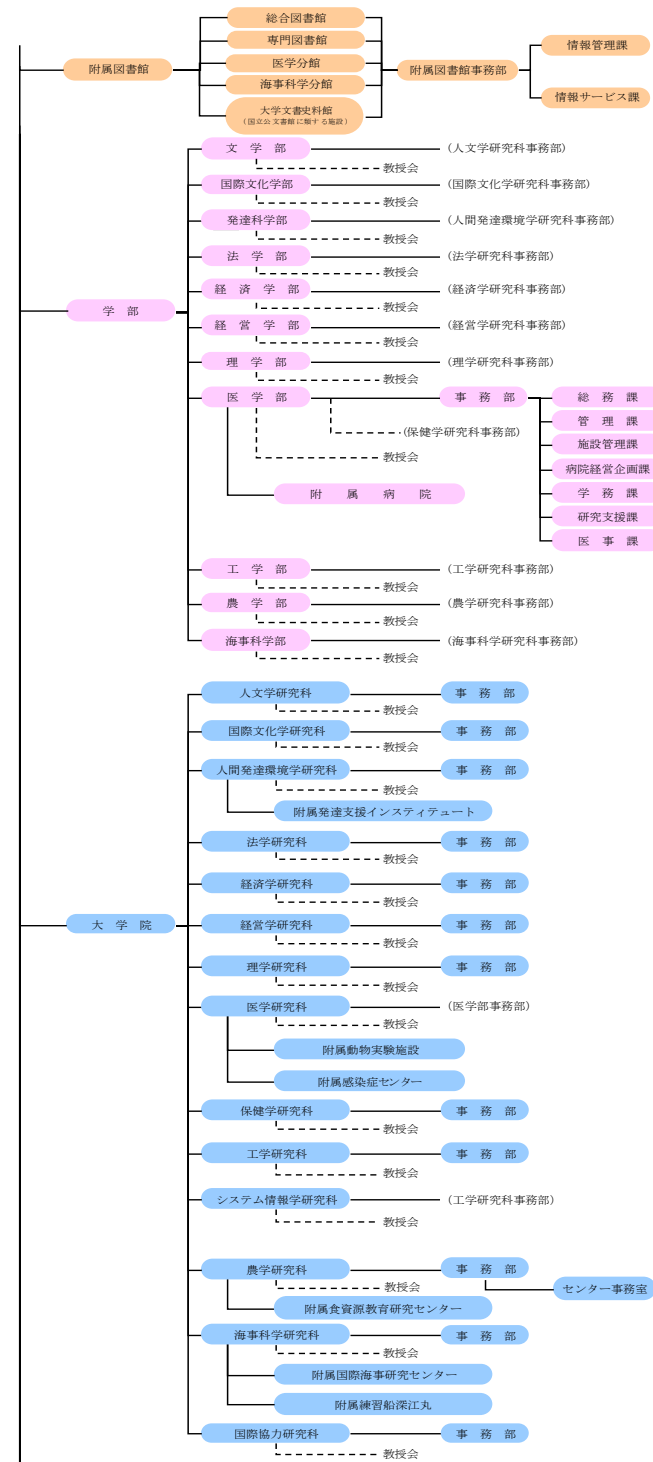 総合図書館
専門図書館
医学分館
海事科学分館
大学文書史料館
(国立公文書館に類する施設)
附属図書館
附属図書館事務部
情報管理課
情報サービス課
学 部
文 学 部
(人文学研究科事務部)
教授会
国際文化学部
(国際文化学研究科事務部)
教授会
発達科学部
(人間発達環境学研究科事務部)
教授会
法 学 部
(法学研究科事務部)
教授会
経 済 学 部
(経済学研究科事務部)
教授会
経 営 学 部
(経営学研究科事務部)
教授会
理 学 部
(理学研究科事務部)
教授会
医 学 部
事 務 部
総 務 課
管 理 課
施設管理課
病院経営企画課
学 務 課
研究支援課
医 事 課
(保健学研究科事務部)
教授会
附 属 病 院
工 学 部
(工学研究科事務部)
教授会
農 学 部
(農学研究科事務部)
教授会
海事科学部
(海事科学研究科事務部)
教授会
大 学 院
人文学研究科
事 務 部
教授会
国際文化学研究科
事 務 部
教授会
人間発達環境学研究科
事 務 部
教授会
附属発達支援インスティテュート
法学研究科
事 務 部
教授会
経済学研究科
事 務 部
教授会
経営学研究科
事 務 部
教授会
理学研究科
事 務 部
教授会
医学研究科
(医学部事務部)
教授会
附属動物実験施設
附属感染症センター
保健学研究科
事 務 部
教授会
工学研究科
事 務 部
教授会
システム情報学研究科
(工学研究科事務部)
教授会
農学研究科
事 務 部
教授会
センター事務室
附属食資源教育研究センター
海事科学研究科
事 務 部
教授会
附属国際海事研究センター
附属練習船深江丸
国際協力研究科
事 務 部
教授会